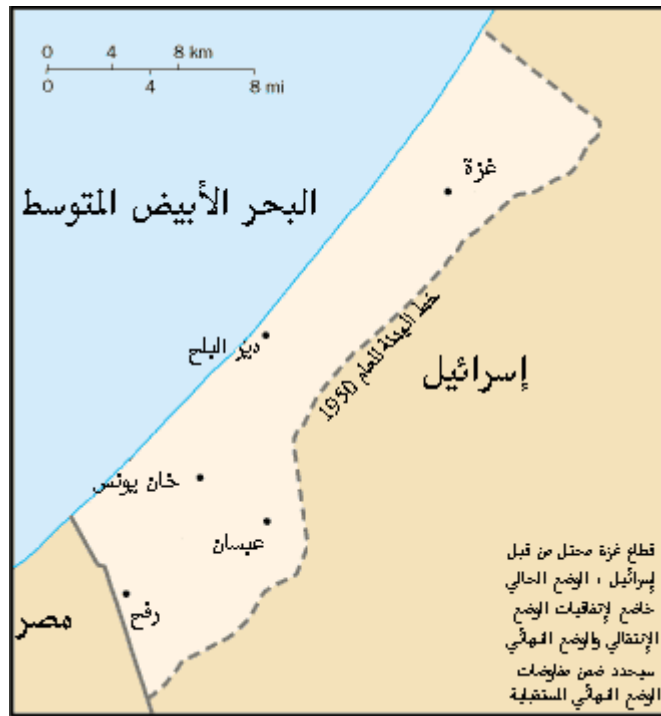 0 4 8 km
0 4 8 mi
غزة
البحر الأبيض المتوسط
خط الهدنة للعام 1950
دير البلح
إسرائيل
خان يونس
عبسان
رفح
مصر
قطاع غزة محتل من قبل
إسرائيل ، الوضع الحالي
خاضع لإتفاقيات الوضع
الإنتقالي والوضع النهائي
سيحدد ضمن مفاوضات
الوضع النهائي المستقبلية